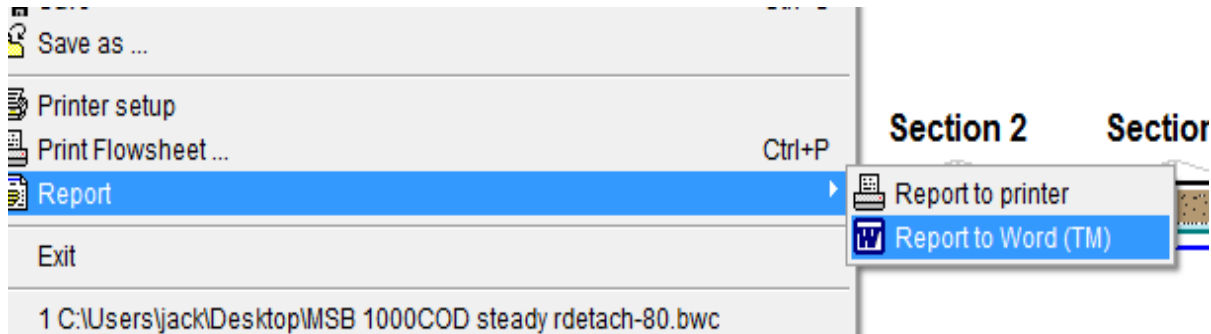 Save as ...
Printer setup
Print Flowsheet ...
Ctrl+P
Report
Exit
1 C:\Users\jack\Desktop\MSB 1000COD steady rdetach-80.bwc
Section 2
Section
Report to printer
Report to Word (TM)